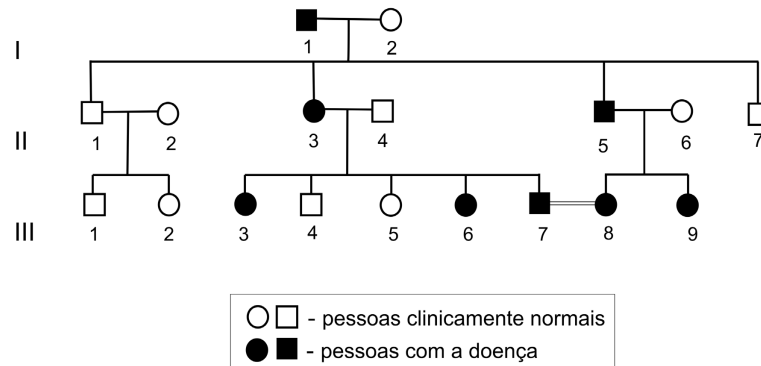 I
1 2
II
1 2 3 4 5 6 7
III
1 2 3 4 5 6 7 8 9
- pessoas clinicamente normais
- pessoas com a doença